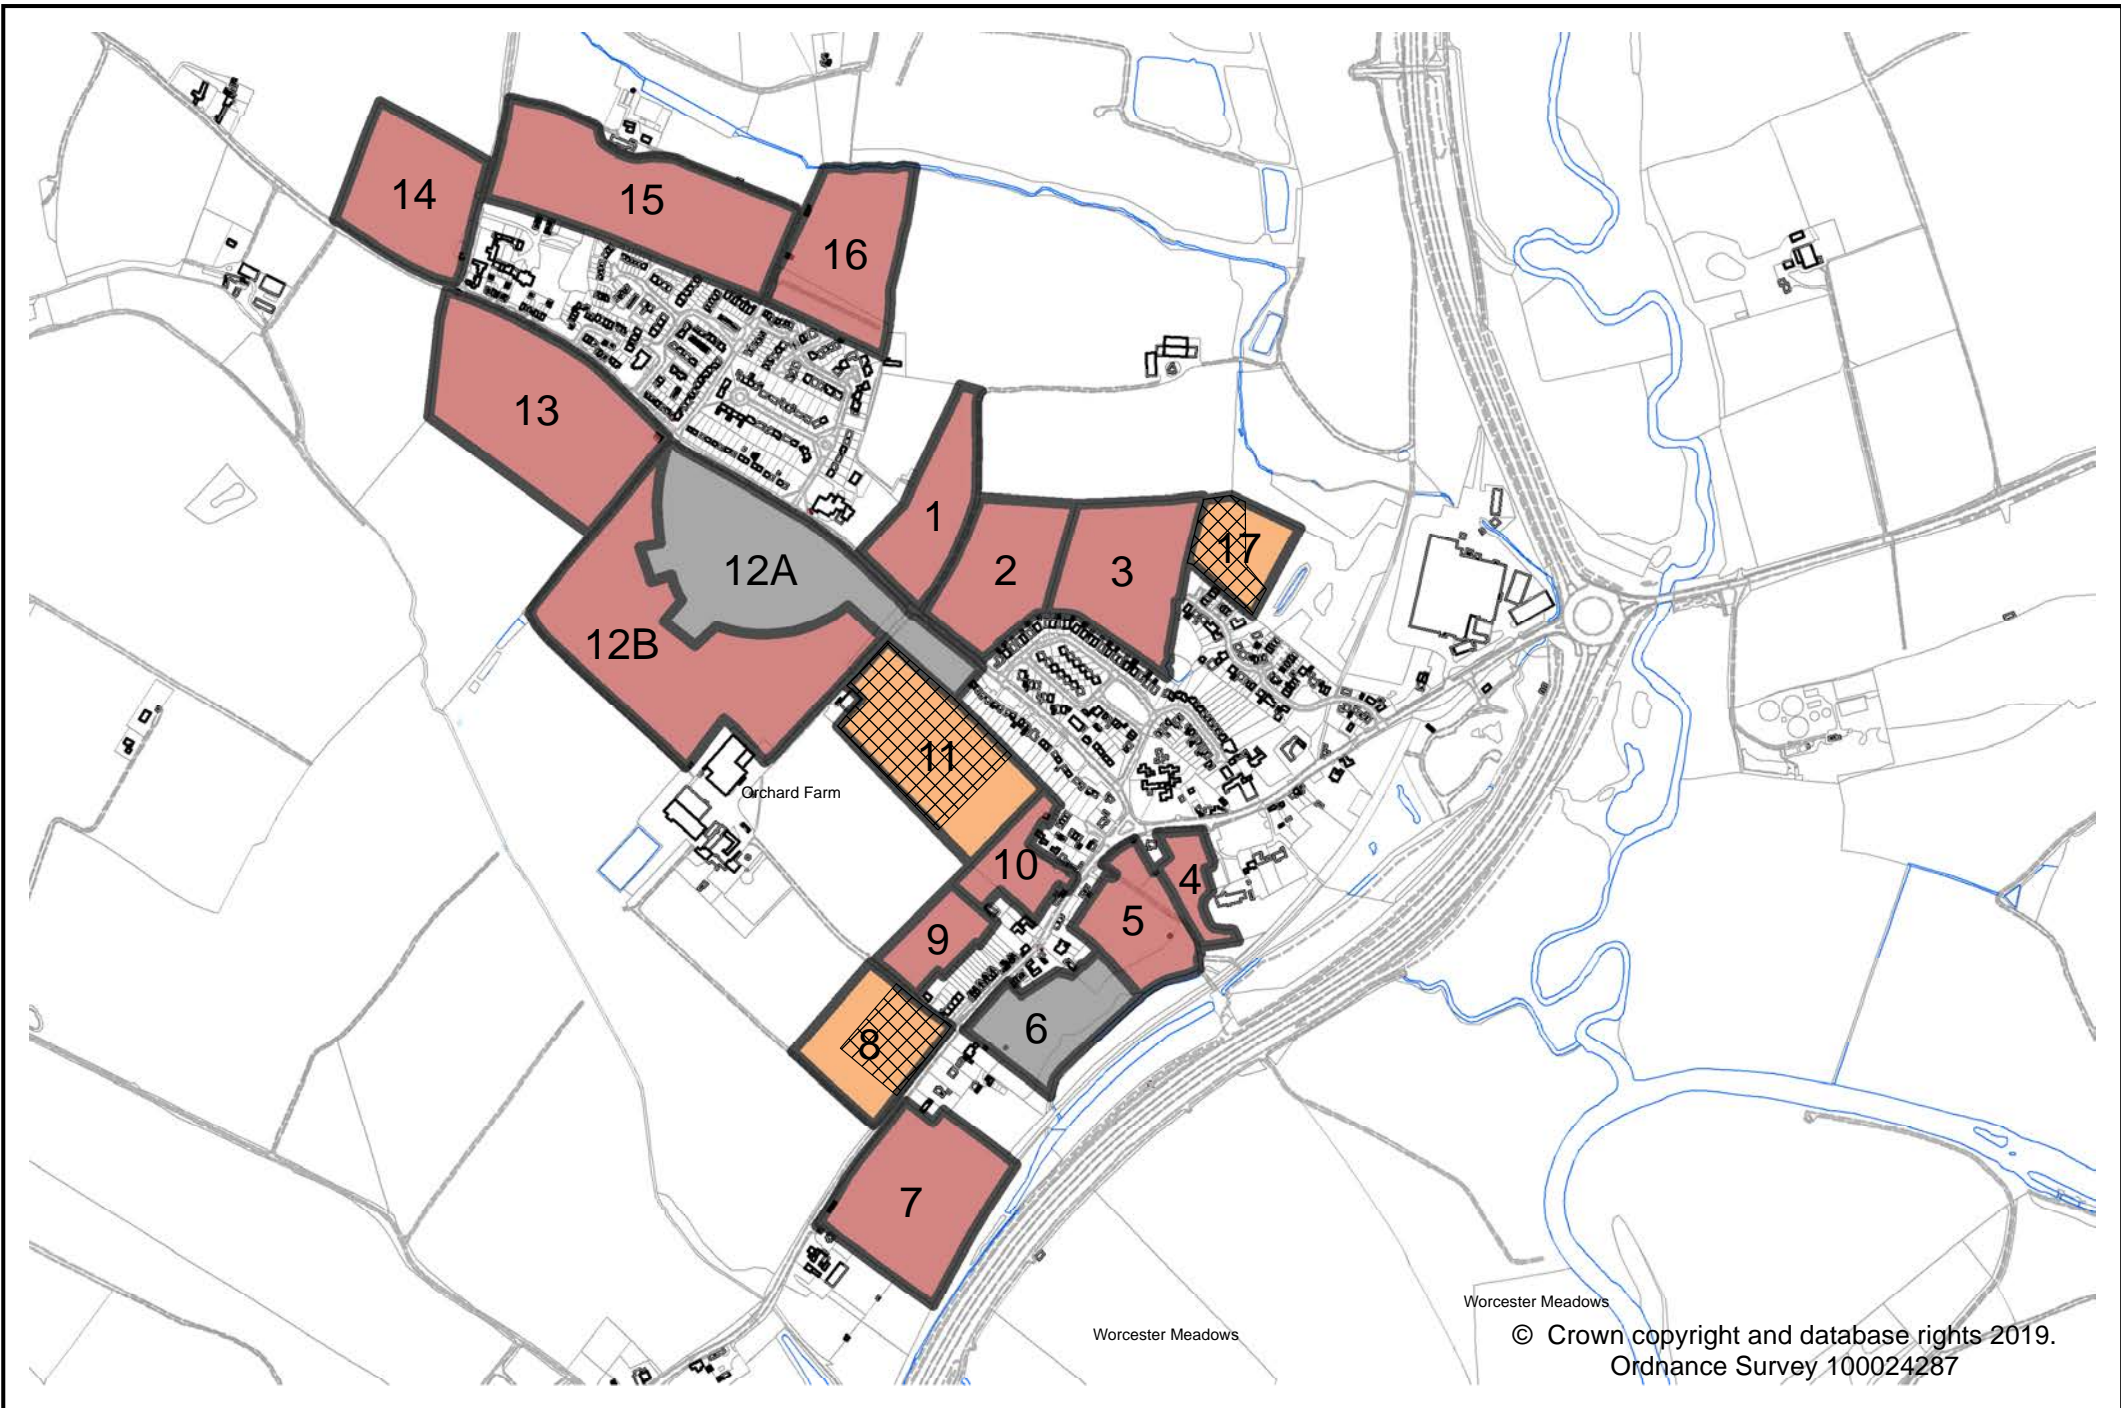 14
15
16
13
1
12A
2
3
17
12B
11
Orchard Farm
10
4
5
9
6
8
7
Worcester Meadows
Worcester Meadows
© Crown copyright and database rights 2019.
Ordnance Survey 100024287